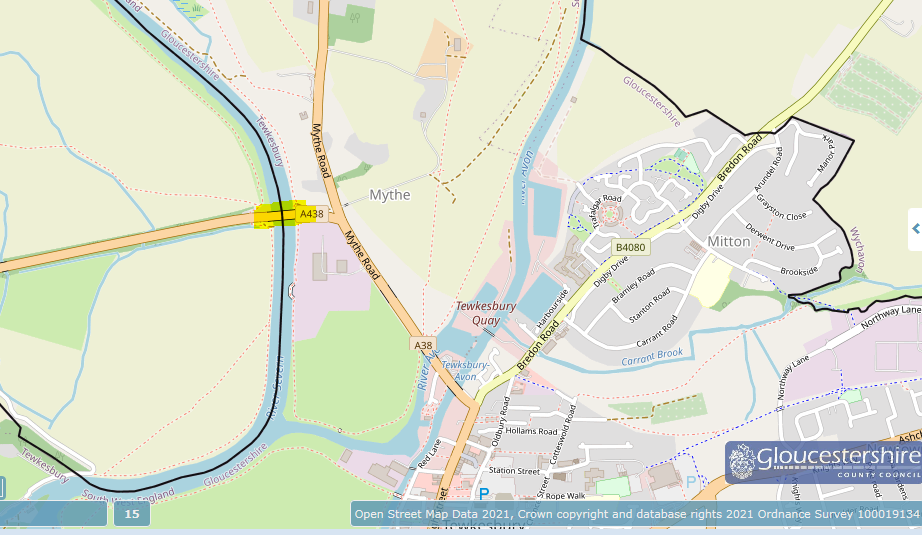 Gloucestershire
Tewkesbury
Mythe Road
A438
Mythe
Mythe Road
A38
River Severn
River Avon
Tewkesbury
Quay
Tewksbury-
Avon
Gloucestershire
Wychavon
Bredon Road
Park
Manor
Arundel Road
Grayston Close
Derwent Drive
Brookside
Mitton
Digby Drive
Trafalgar Road
B4080
Digby Drive
Bramley Road
Stanton Road
Carrant Road
Harbourside
Bredon Road
Carrant Brook
Northway Lane
Northway Lane
Oldbury Road
Hollams Road
Cotteswold Road
Red Lane
Station Street
Rope Walk
Street
Street
P
P
Tewkesbury
Tewkesbury
Gloucestershire
South West England
Ashch
Gloucestershire
COUNTY COUNCIL
15
Open Street Map Data 2021, Crown copyright and database rights 2021 Ordnance Survey 100019134